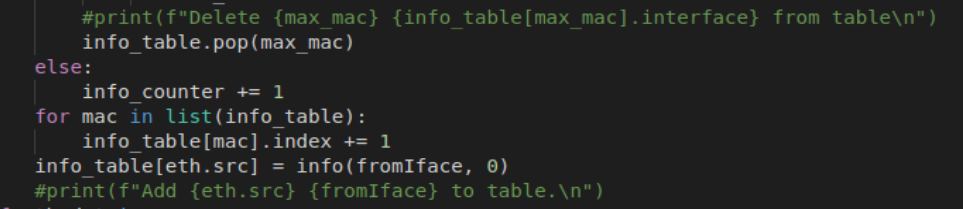 #print(f"Delete {max_mac} {info_table[max_mac].interface} from table\n")
info_table.pop(max_mac)
else:
info_counter += 1
for mac in list(info_table):
info_table[mac].index += 1
info_table[eth.src] = info(fromIface, 0)
#print(f"Add {eth.src} {fromIface} to table.\n")